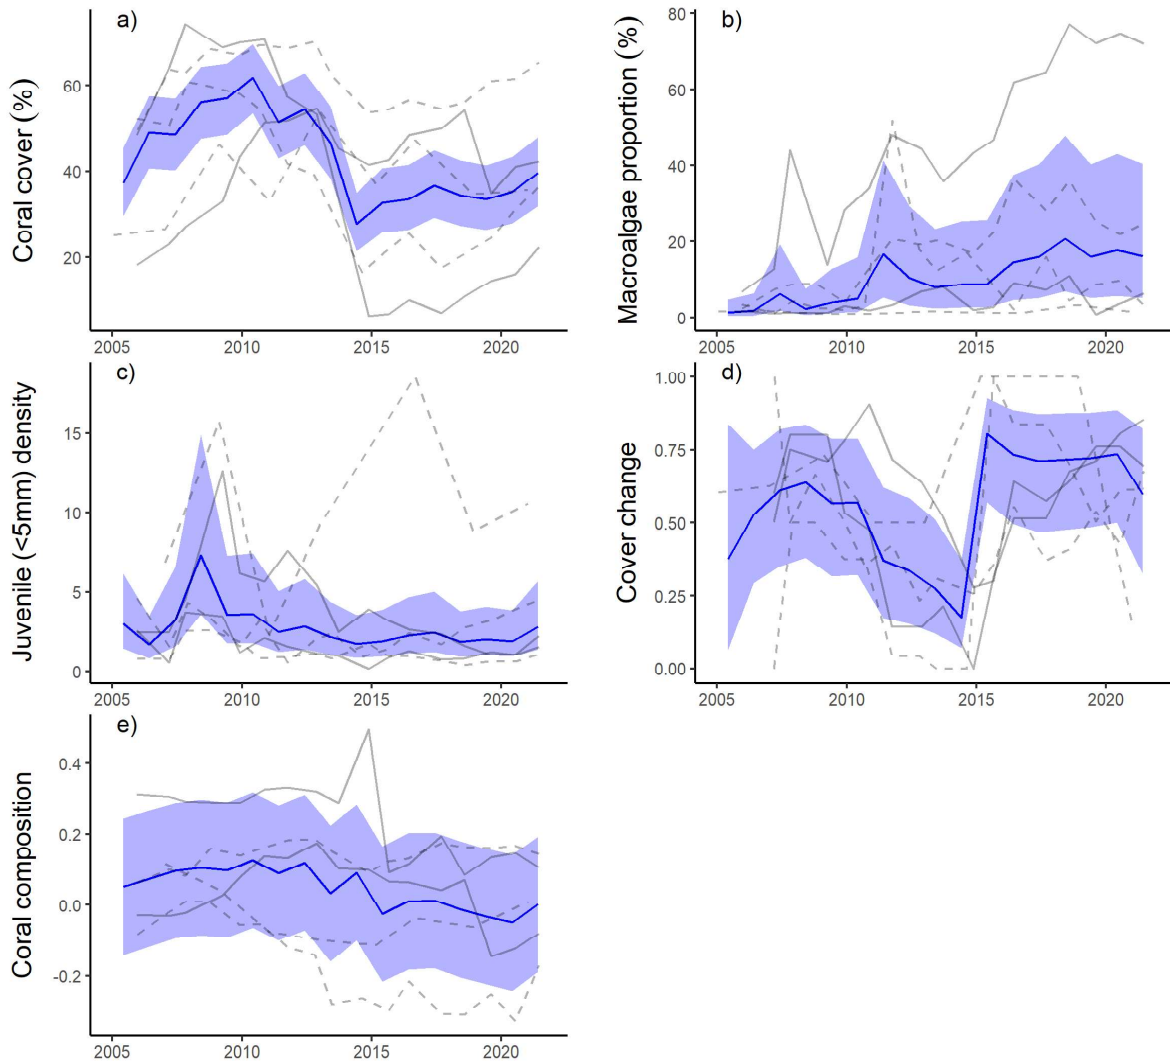 a)
Coral cover (%)
60
40
20
2005 2010 2015 2020
b)
Macroalgae proportion (%)
80
60
40
20
0
2005 2010 2015 2020
c)
Juvenile (<5mm) density
15
10
5
0
2005 2010 2015 2020
d)
Cover change
1.00
0.75
0.50
0.25
0.00
2005 2010 2015 2020
e)
Coral composition
0.4
0.2
0.0
-0.2
2005 2010 2015 2020